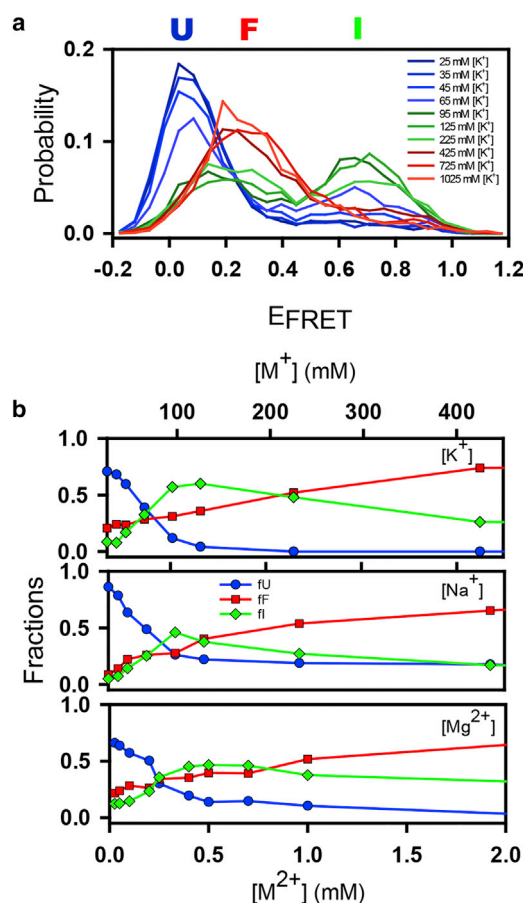 a
U F I
0.2
0.1
0.0
Probability
25 mM [K⁺]
35 mM [K⁺]
45 mM [K⁺]
65 mM [K⁺]
95 mM [K⁺]
125 mM [K⁺]
225 mM [K⁺]
425 mM [K⁺]
725 mM [K⁺]
1025 mM [K⁺]
-0.2 0.0 0.2 0.4 0.6 0.8 1.0 1.2
EFRET
[M⁺] (mM)
b
100 200 300 400
1.0
0.5
0.0
[K⁺]
1.0
0.5
0.0
fU
fF
fI
[Na⁺]
Fractions
1.0
0.5
0.0
[Mg²⁺]
0.0 0.5 1.0 1.5 2.0
[M²⁺] (mM)